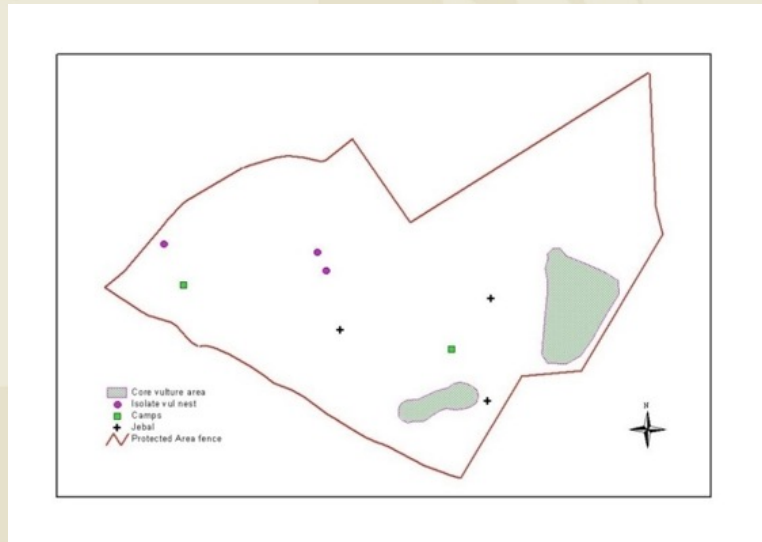 Core vulture area
Isolate vul nest
Camps
Jebal
Protected Area fence
N